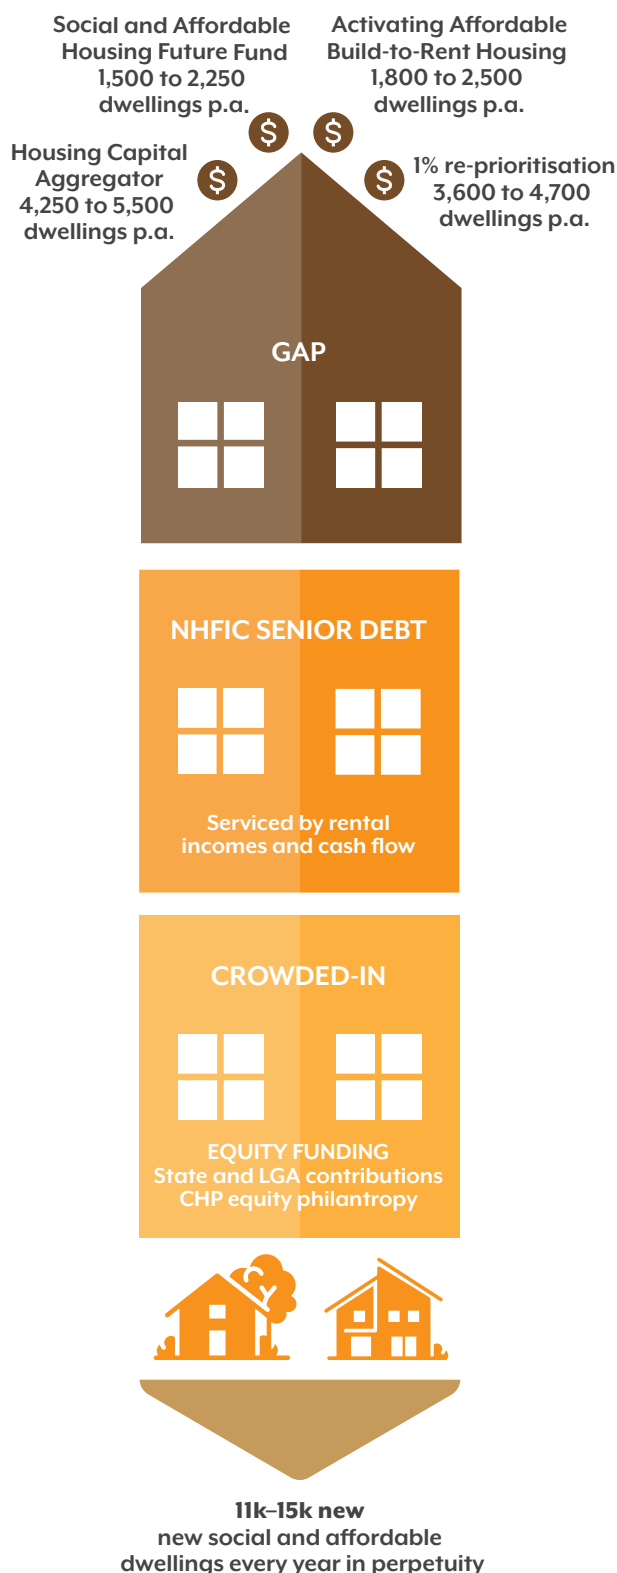 Social and Affordable
Housing Future Fund
1,500 to 2,250
dwellings p.a.
Activating Affordable
Build-to-Rent Housing
1,800 to 2,500
dwellings p.a.
Housing Capital
Aggregator
4,250 to 5,500
dwellings p.a.
1% re-prioritisation
3,600 to 4,700
dwellings p.a.
$
$
$
$
GAP
NHFIC SENIOR DEBT
Serviced by rental
incomes and cash flow
CROWDED-IN
EQUITY FUNDING
State and LGA contributions
CHP equity philantropy
11k–15k new
new social and affordable
dwellings every year in perpetuity